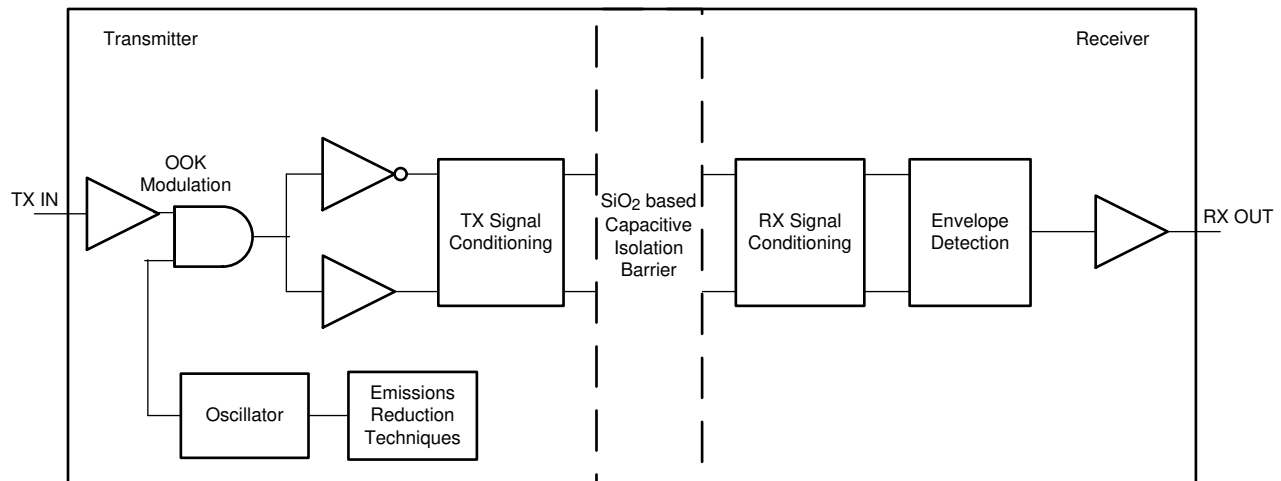 Transmitter
Receiver
OOK
Modulation
TX IN
TX Signal
Conditioning
SiO2 based
Capacitive
Isolation
Barrier
RX Signal
Conditioning
Envelope
Detection
RX OUT
Oscillator
Emissions
Reduction
Techniques